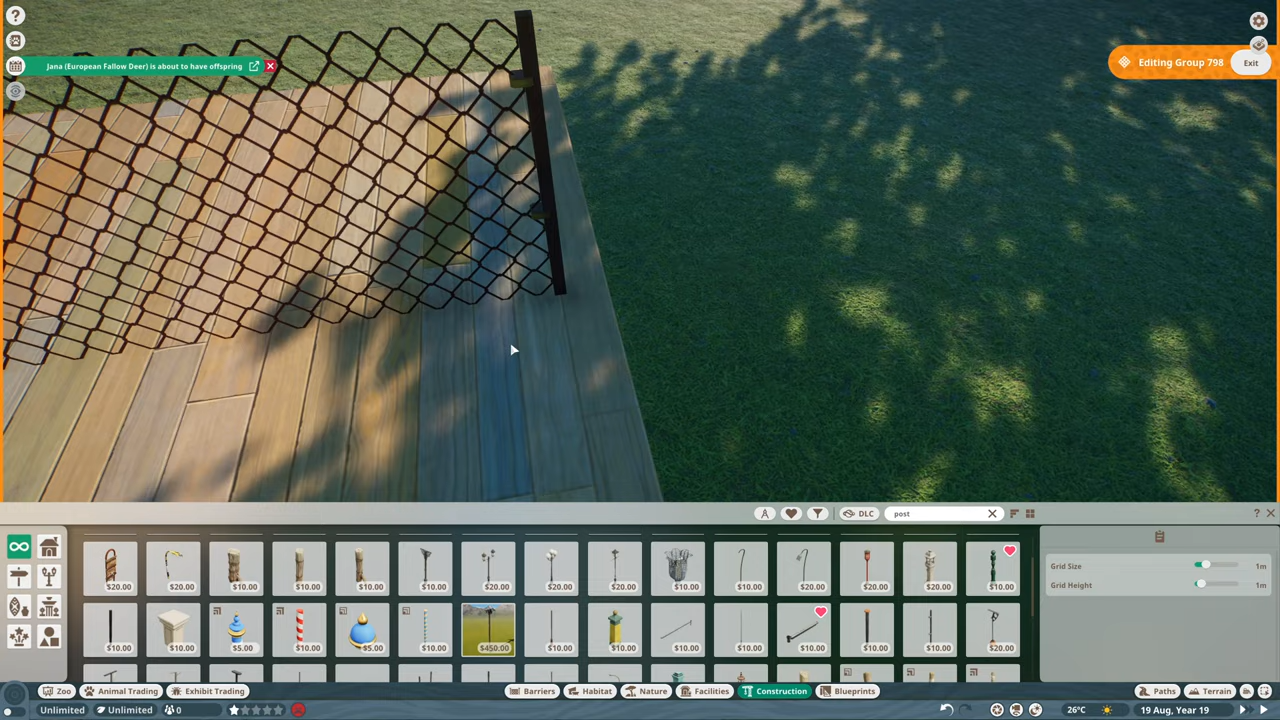 ?
Jana (European Fallow Deer) is about to have offspring
Editing Group 798
Exit
DLC
post
?
$20.00 $20.00 $10.00 $10.00 $10.00 $10.00 $20.00 $20.00 $20.00 $10.00 $10.00 $20.00 $20.00 $20.00 $10.00
Grid Size 1m
Grid Height 1m
$10.00 $10.00 $5.00 $10.00 $5.00 $10.00 $450.00 $10.00 $10.00 $10.00 $10.00 $10.00 $10.00 $10.00 $20.00
Zoo Animal Trading Exhibit Trading Barriers Habitat Nature Facilities Construction Blueprints Paths Terrain
Unlimited Unlimited 0 26°C 19 Aug, Year 19